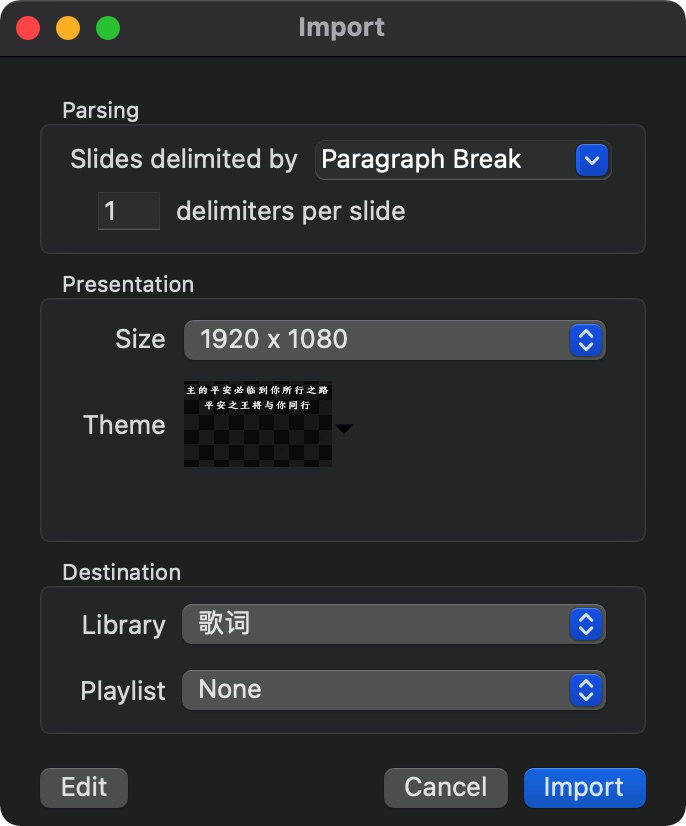 Import
Parsing
Slides delimited by Paragraph Break
1 delimiters per slide
Presentation
Size 1920 x 1080
主的平安必临到你所行之路
平安之王将与你同行
Theme
Destination
Library 歌词
Playlist None
Edit Cancel Import